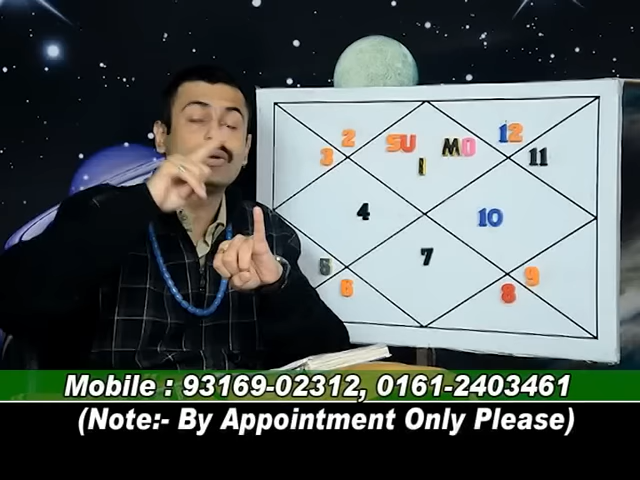 2 SU MO 12
3 1 11
4 10
7
5 9
6 8
Mobile : 93169-02312, 0161-2403461
(Note:- By Appointment Only Please)